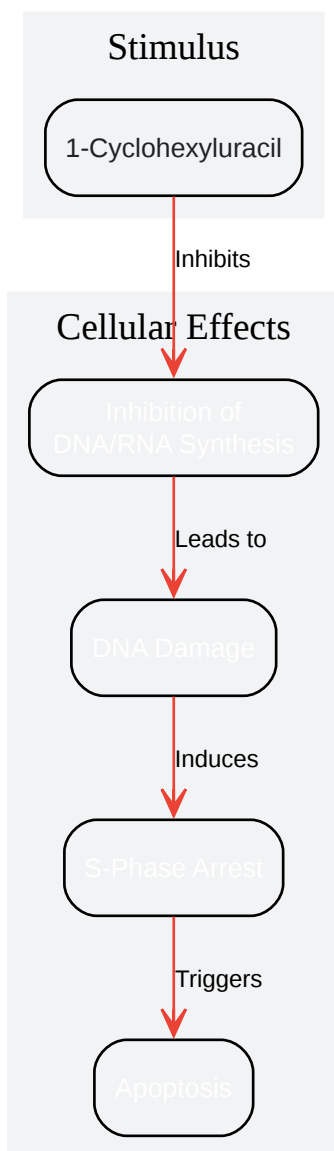 Stimulus
1-Cyclohexyluracil
Inhibits
Cellular Effects
Inhibition of
DNA/RNA Synthesis
Leads to
DNA Damage
Induces
S-Phase Arrest
Triggers
Apoptosis